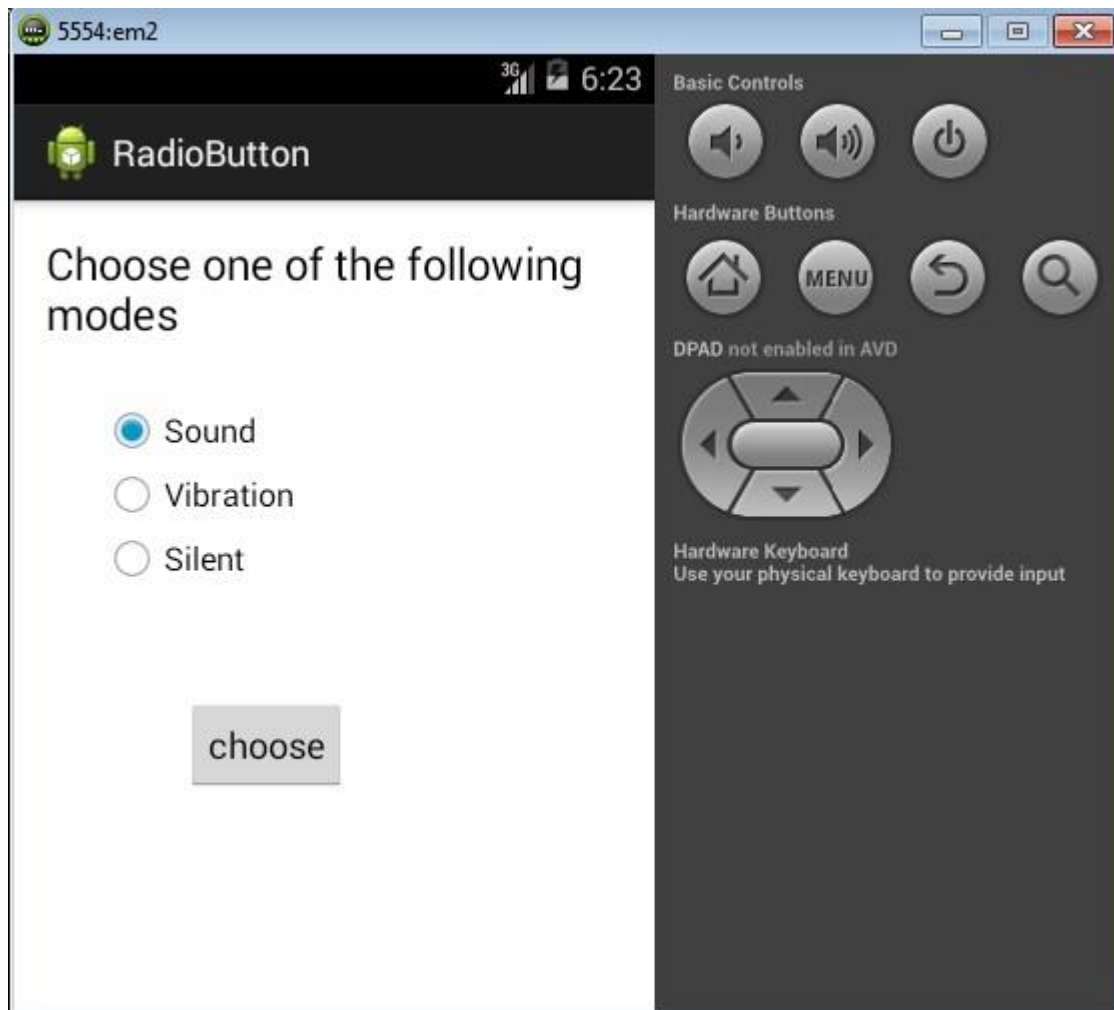 5554:em2
3G 6:23
RadioButton
Choose one of the following
modes
Sound
Vibration
Silent
choose
Basic Controls
Hardware Buttons
MENU
DPAD not enabled in AVD
Hardware Keyboard
Use your physical keyboard to provide input